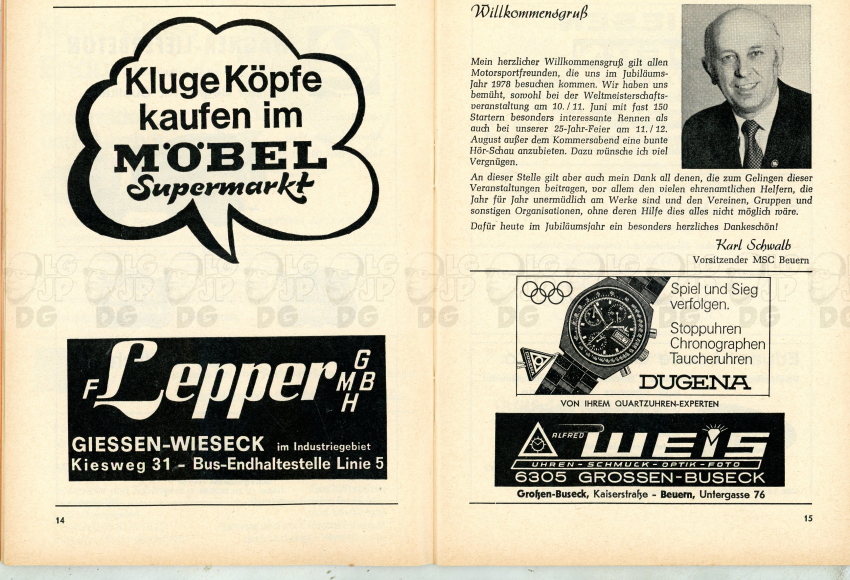 Kluge Köpfe
kaufen im
MÖBEL
Supermarkt
F. Lepper GMBH
GIESSEN-WIESECK im Industriegebiet
Kiesweg 31 - Bus-Endhaltestelle Linie 5
14
Willkommensgruß
Mein herzlicher Willkommensgruß gilt allen
Motorsportfreunden, die uns im Jubiläums-
Jahr 1978 besuchen kommen. Wir haben uns
bemüht, sowohl bei der Weltmeisterschafts-
veranstaltung am 10./11. Juni mit fast 150
Startern besonders interessante Rennen als
auch bei unserer 25-Jahr-Feier am 11./12.
August außer dem Kommersabend eine bunte
Hör-Schau anzubieten. Dazu wünsche ich viel
Vergnügen.
An dieser Stelle gilt aber auch mein Dank all denen, die zum Gelingen dieser
Veranstaltungen beitragen, vor allem den vielen ehrenamtlichen Helfern, die
Jahr für Jahr unermüdlich am Werke sind und den Vereinen, Gruppen und
sonstigen Organisationen, ohne deren Hilfe dies alles nicht möglich wäre.
Dafür heute im Jubiläumsjahr ein besonders herzliches Dankeschön!
Karl Schwalb
Vorsitzender MSC Beuern
Spiel und Sieg
verfolgen.
Stoppuhren
Chronographen
Taucheruhren
DUGENA
VON IHREM QUARTZUHREN-EXPERTEN
ALFRED WEIS
UHREN-SCHMUCK-OPTIK-FOTO
6305 GROSSEN-BUSECK
Großen-Buseck, Kaiserstraße - Beuern, Untergasse 76
15